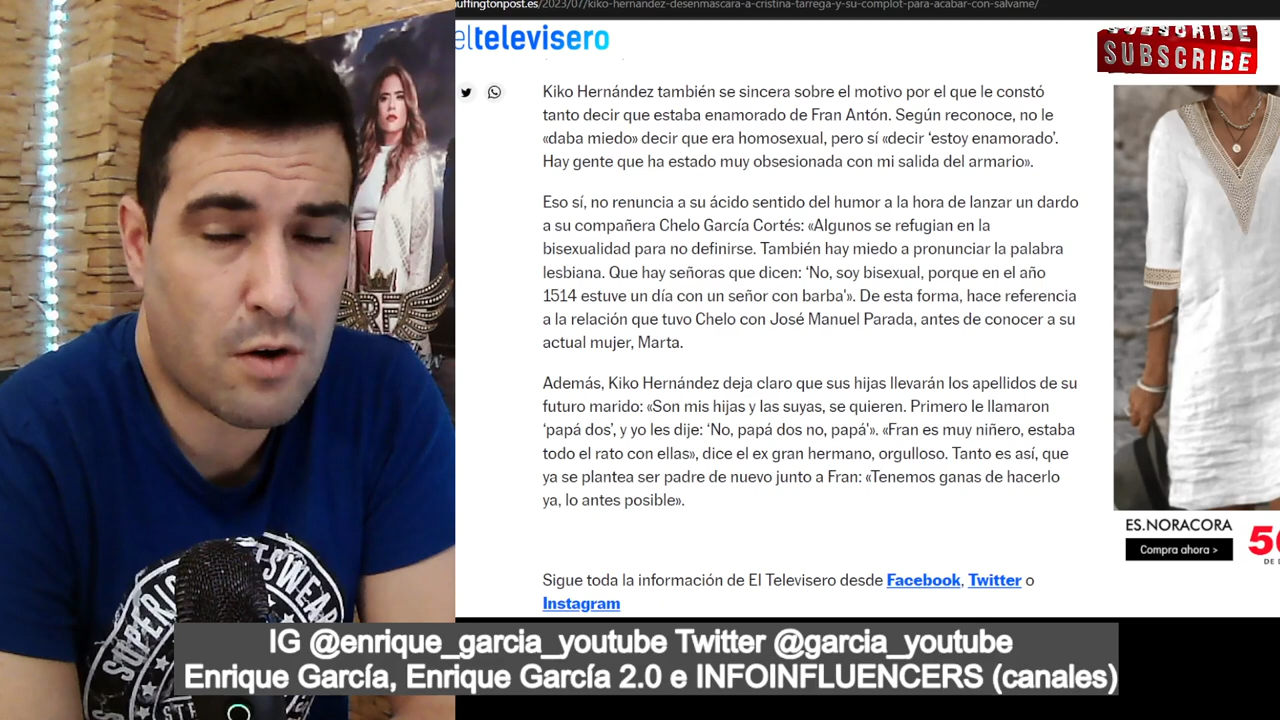 uffingtonpost.es/2023/07/kiko-hernandez-desenmascara-a-cristina-tarrega-y-su-complot-para-acabar-con-salvame/
eltelevisero
SUBSCRIBE
SUBSCRIBE
Kiko Hernández también se sincera sobre el motivo por el que le constó
tanto decir que estaba enamorado de Fran Antón. Según reconoce, no le
«daba miedo» decir que era homosexual, pero sí «decir ‘estoy enamorado’.
Hay gente que ha estado muy obsesionada con mi salida del armario».
Eso sí, no renuncia a su ácido sentido del humor a la hora de lanzar un dardo
a su compañera Chelo García Cortés: «Algunos se refugian en la
bisexualidad para no definirse. También hay miedo a pronunciar la palabra
lesbiana. Que hay señoras que dicen: ‘No, soy bisexual, porque en el año
1514 estuve un día con un señor con barba'». De esta forma, hace referencia
a la relación que tuvo Chelo con José Manuel Parada, antes de conocer a su
actual mujer, Marta.
Además, Kiko Hernández deja claro que sus hijas llevarán los apellidos de su
futuro marido: «Son mis hijas y las suyas, se quieren. Primero le llamaron
‘papá dos’, y yo les dije: ‘No, papá dos no, papá'». «Fran es muy niñero, estaba
todo el rato con ellas», dice el ex gran hermano, orgulloso. Tanto es así, que
ya se plantea ser padre de nuevo junto a Fran: «Tenemos ganas de hacerlo
ya, lo antes posible».
Sigue toda la información de El Televisero desde Facebook, Twitter o
Instagram
ES.NORACORA
Compra ahora >
5
DE D
IG @enrique_garcia_youtube Twitter @garcia_youtube
Enrique García, Enrique García 2.0 e INFOINFLUENCERS (canales)